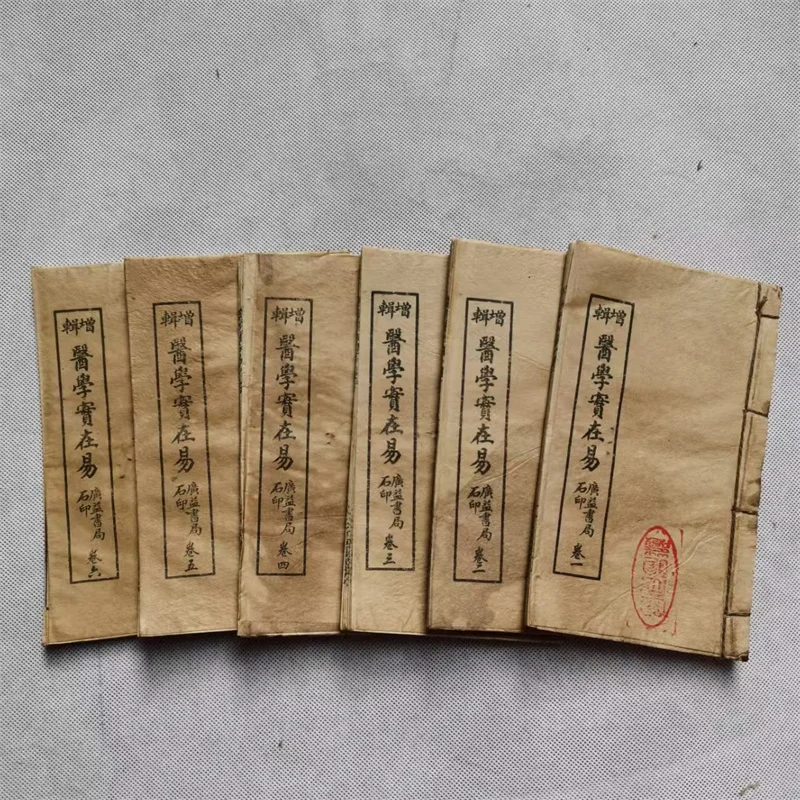 增輯
醫學實在易
廣益書局
石印
卷一
增輯
醫學實在易
廣益書局
石印
卷二
增輯
醫學實在易
廣益書局
石印
卷三
增輯
醫學實在易
廣益書局
石印
卷四
增輯
醫學實在易
廣益書局
石印
卷五
增輯
醫學實在易
廣益書局
石印
卷六